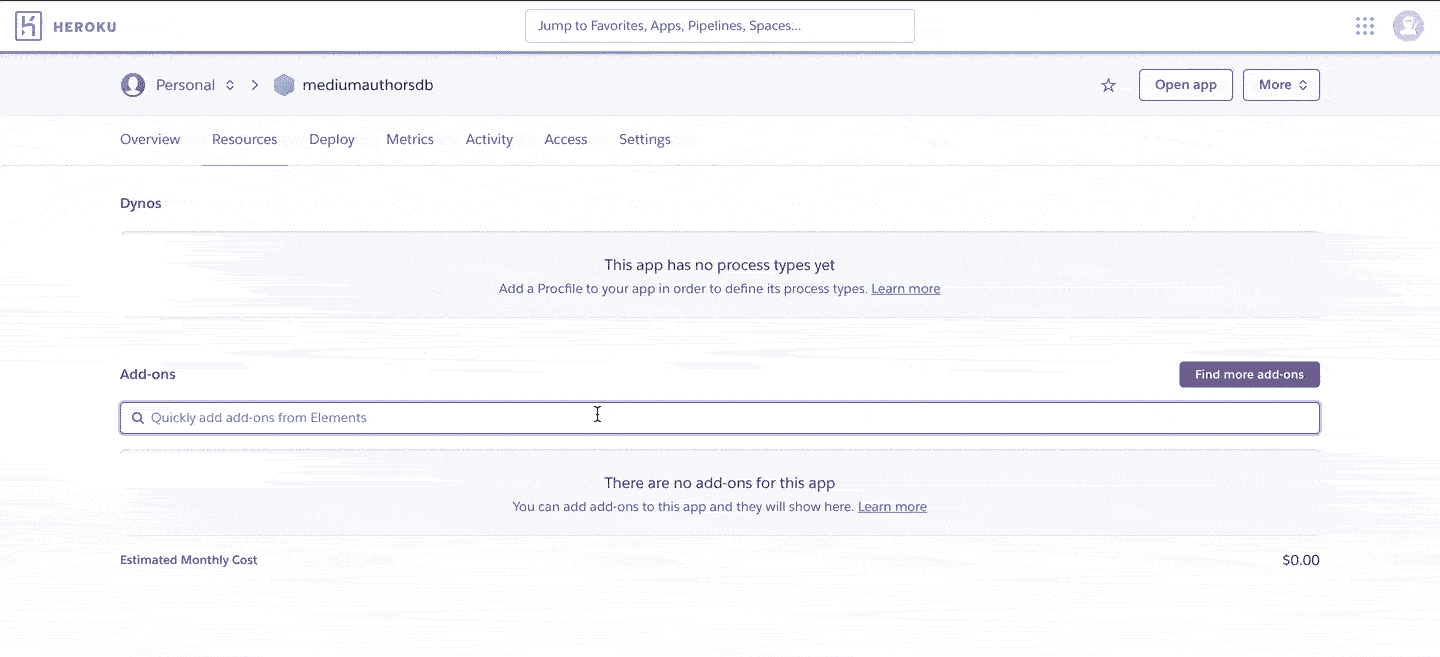 HEROKU
Jump to Favorites, Apps, Pipelines, Spaces...
Personal mediumauthorsdb
Open app
More
Overview Resources Deploy Metrics Activity Access Settings
Dynos
This app has no process types yet
Add a Procfile to your app in order to define its process types. Learn more
Add-ons
Find more add-ons
Quickly add add-ons from Elements
There are no add-ons for this app
You can add add-ons to this app and they will show here. Learn more
Estimated Monthly Cost
$0.00